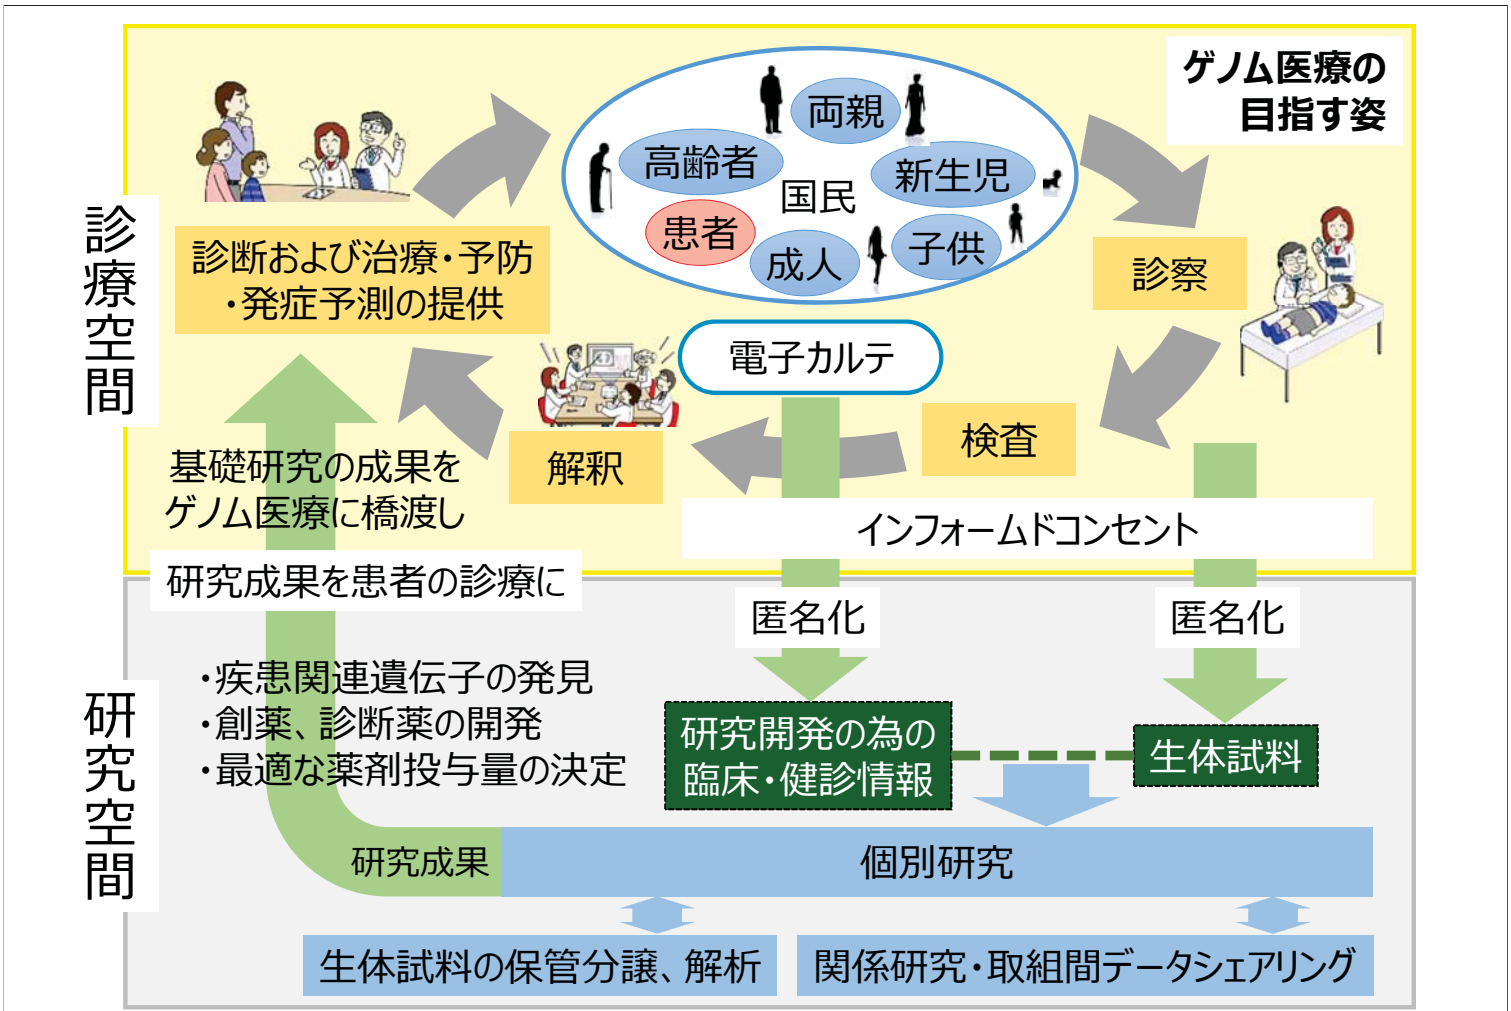 ゲノム医療の
目指す姿
診療空間
両親
高齢者
新生児
国民
患者
成人
子供
診断および治療・予防
・発症予測の提供
診察
電子カルテ
検査
解釈
基礎研究の成果を
ゲノム医療に橋渡し
インフォームドコンセント
研究成果を患者の診療に
匿名化
匿名化
研究空間
・疾患関連遺伝子の発見
・創薬、診断薬の開発
・最適な薬剤投与量の決定
研究開発の為の
臨床・健診情報
生体試料
研究成果
個別研究
生体試料の保管分譲、解析
関係研究・取組間データシェアリング